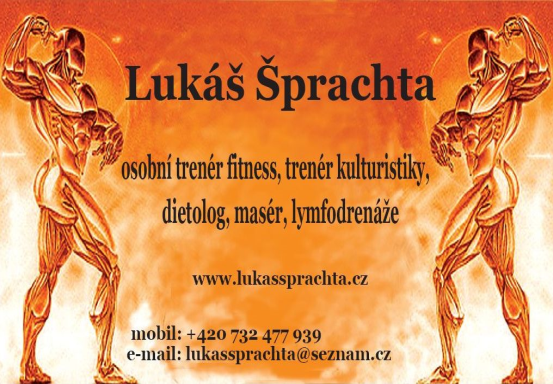 Lukáš Šprachta
osobní trenér fitness, trenér kulturistiky,
dietolog, masér, lymfodrenáže
www.lukassprachta.cz
mobil: +420 732 477 939
e-mail: lukassprachta@seznam.cz